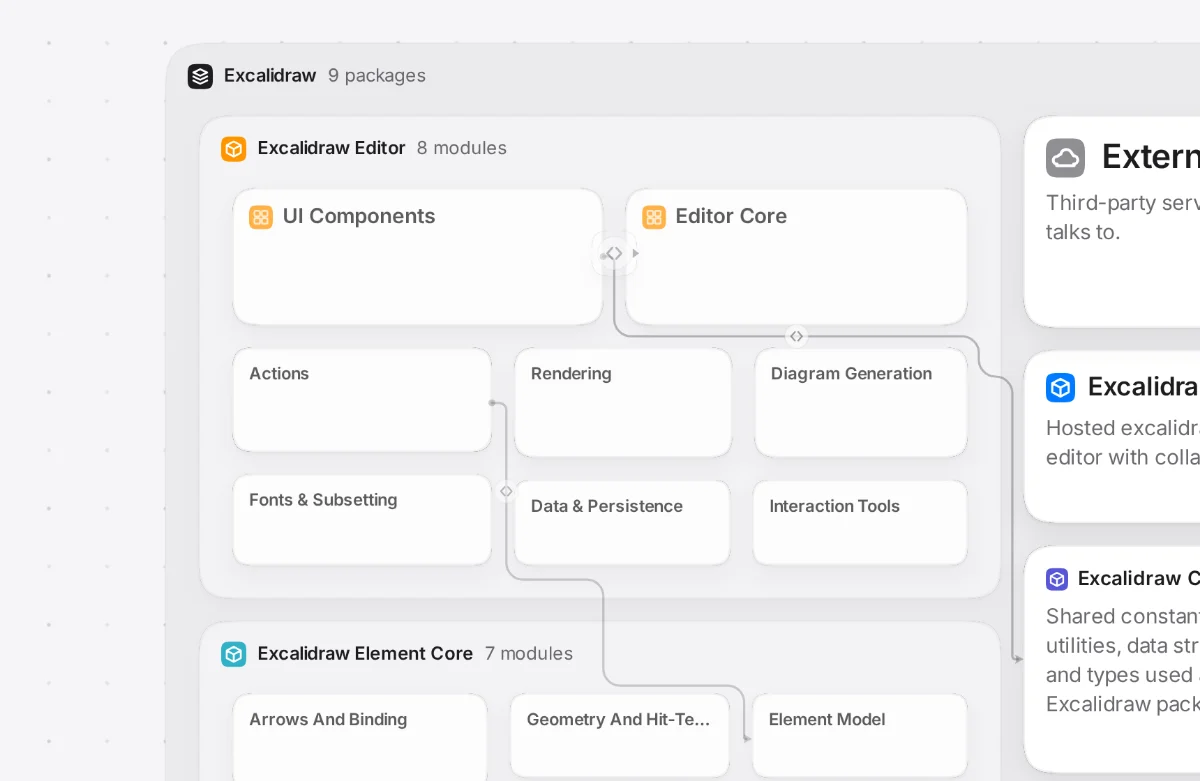 Excalidraw 9 packages
Excalidraw Editor 8 modules
UI Components
Editor Core
Actions
Rendering
Diagram Generation
Fonts & Subsetting
Data & Persistence
Interaction Tools
Excalidraw Element Core 7 modules
Arrows And Binding
Geometry And Hit-Te...
Element Model
Extern
Third-party serv
talks to.
Excalidra
Hosted excalidr
editor with colla
Excalidraw C
Shared constan
utilities, data str
and types used
Excalidraw pack